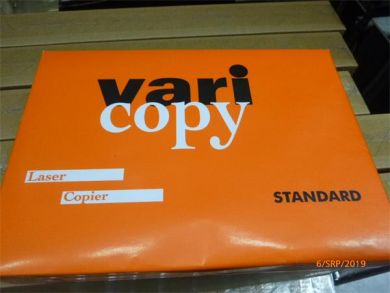 vari
copy
Laser
Copier
STANDARD
6/SRP/2019